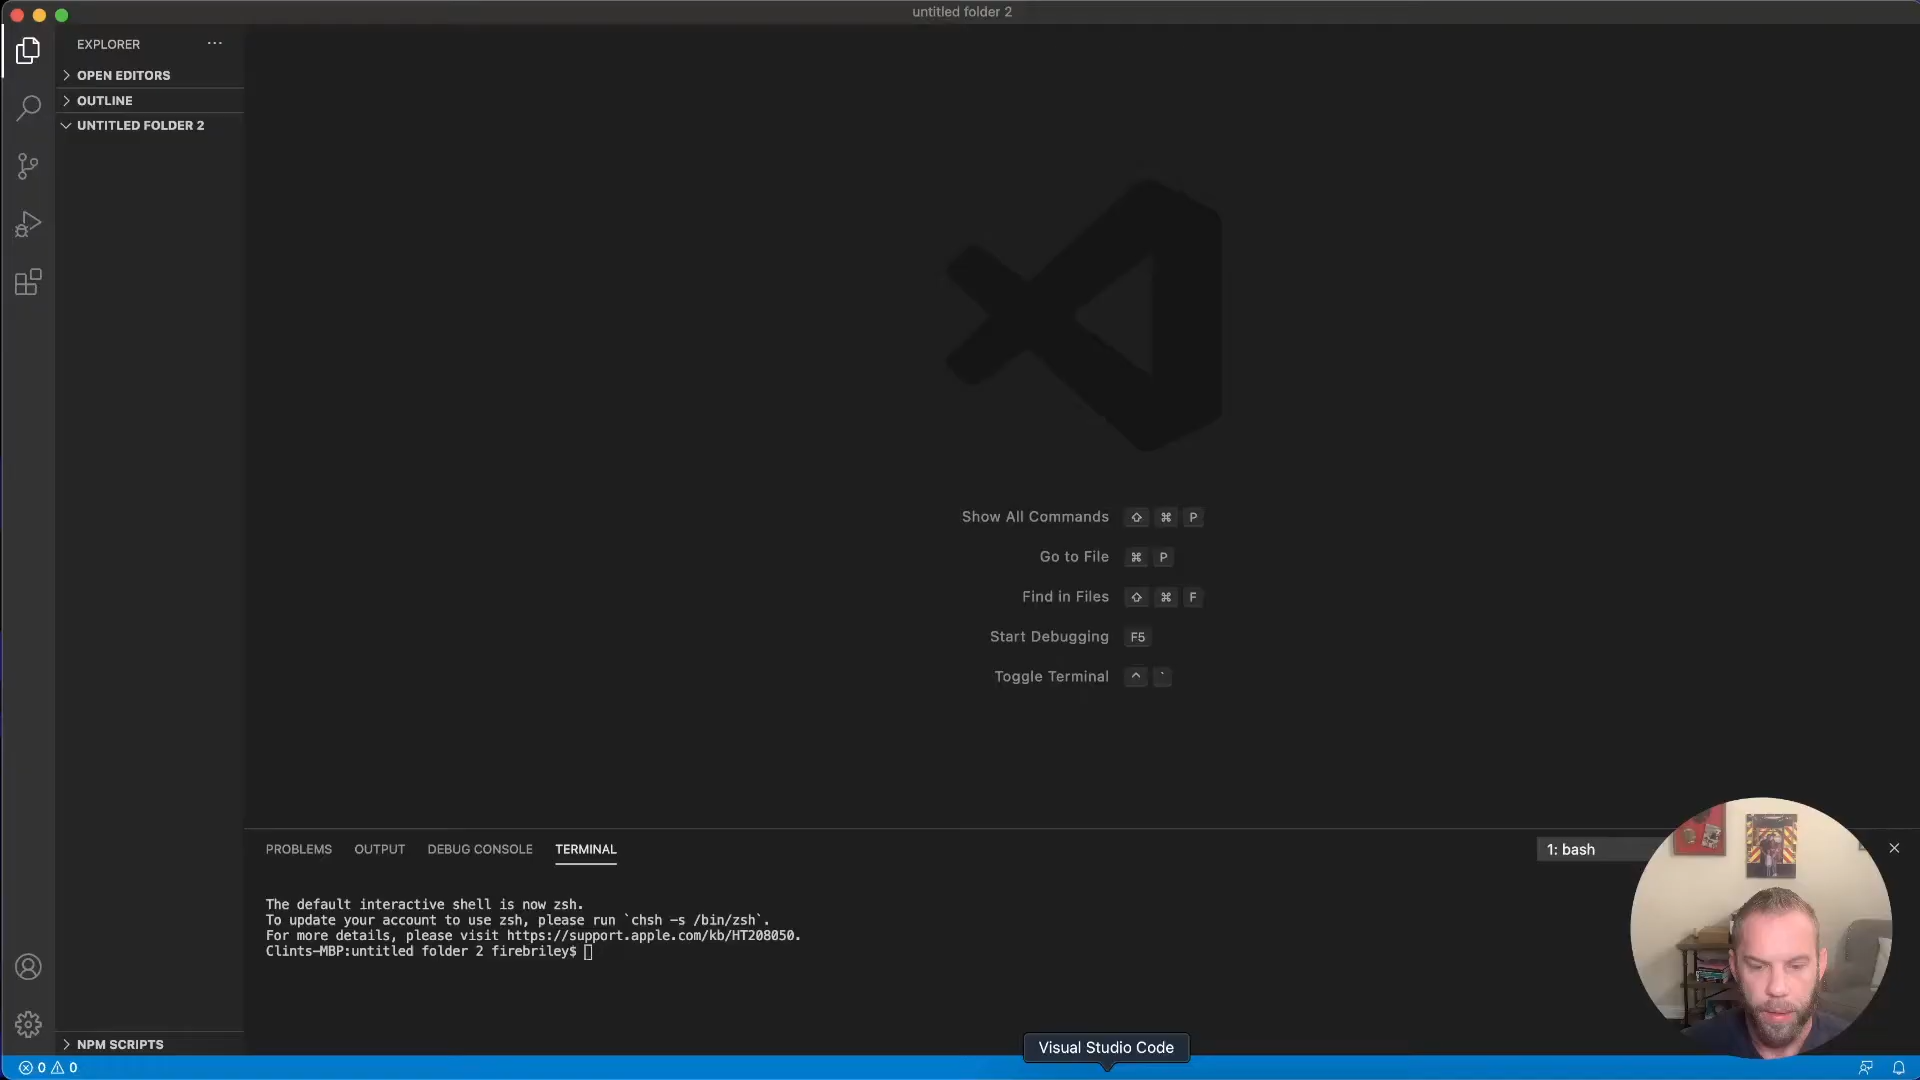 untitled folder 2
EXPLORER
OPEN EDITORS
OUTLINE
UNTITLED FOLDER 2
Show All Commands ⇧ ⌘ P
Go to File ⌘ P
Find in Files ⇧ ⌘ F
Start Debugging F5
Toggle Terminal ^ `
PROBLEMS OUTPUT DEBUG CONSOLE TERMINAL
1: bash
The default interactive shell is now zsh.
To update your account to use zsh, please run `chsh -s /bin/zsh`.
For more details, please visit https://support.apple.com/kb/HT208050.
Clints-MBP:untitled folder 2 firebriley$
NPM SCRIPTS
Visual Studio Code
0 0